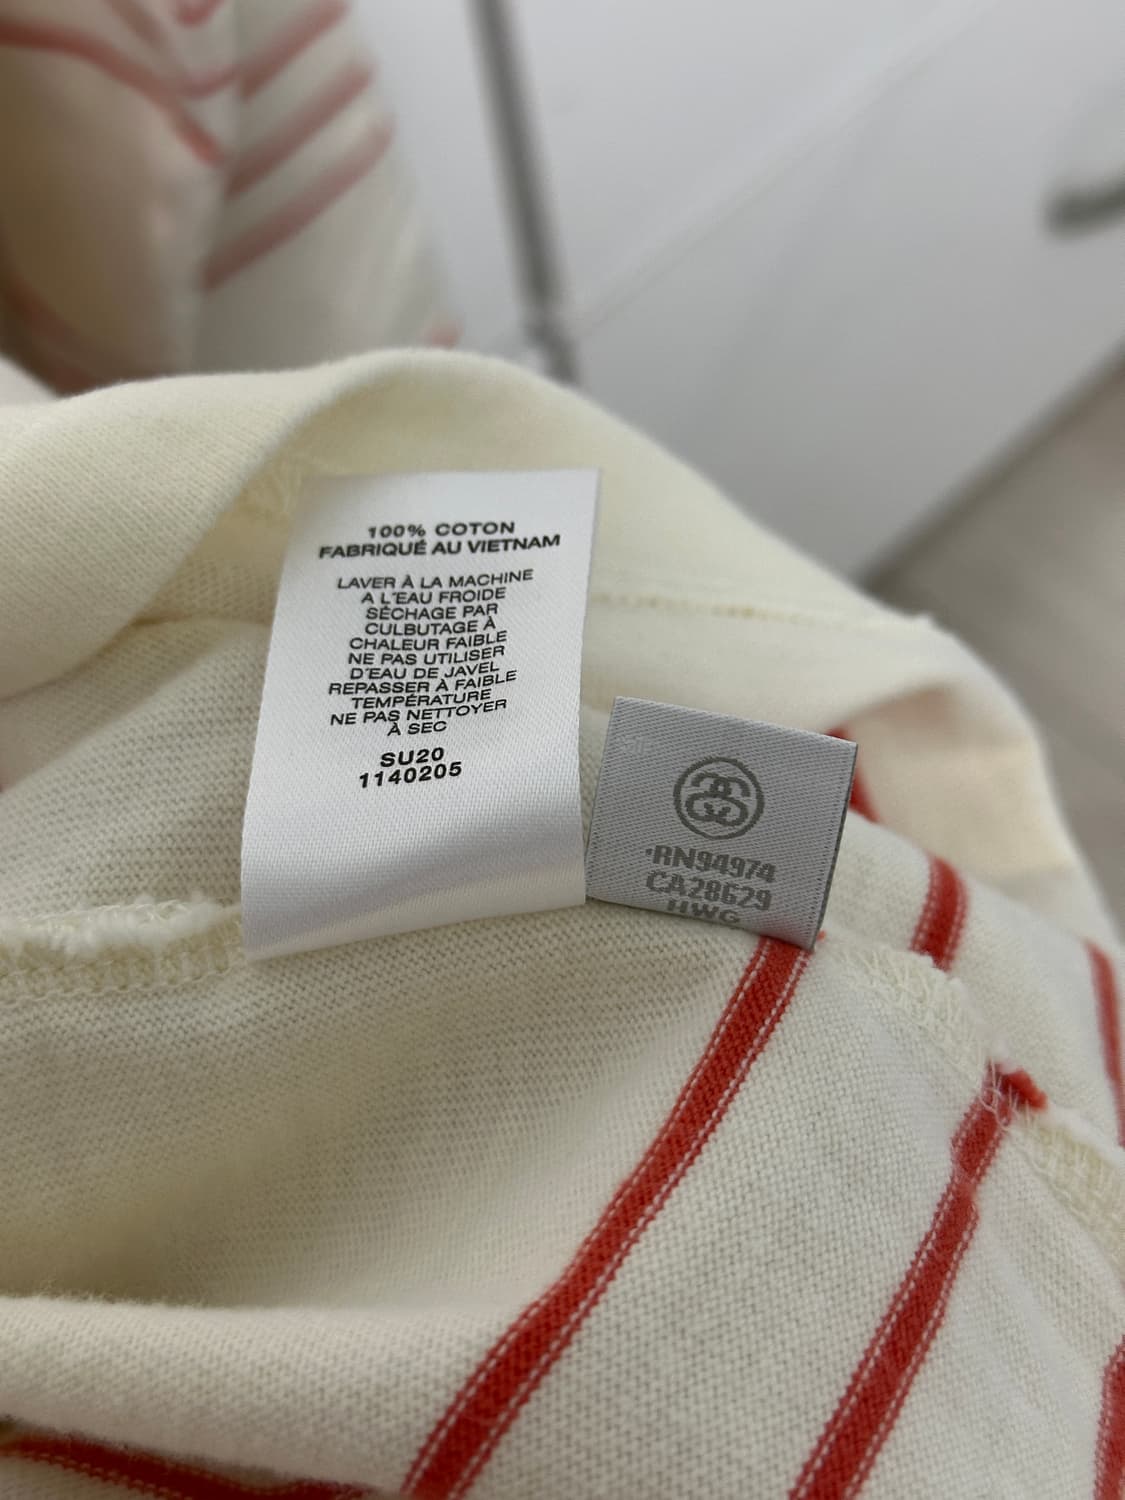 100% COTON
FABRIQUÉ AU VIETNAM
LAVER À LA MACHINE
A L'EAU FROIDE
SÉCHAGE PAR
CULBUTAGE À
CHALEUR FAIBLE
NE PAS UTILISER
D'EAU DE JAVEL
REPASSER À FAIBLE
TEMPÉRATURE
NE PAS NETTOYER
À SEC
SU20
1140205
RN94974
CA28629
HWG